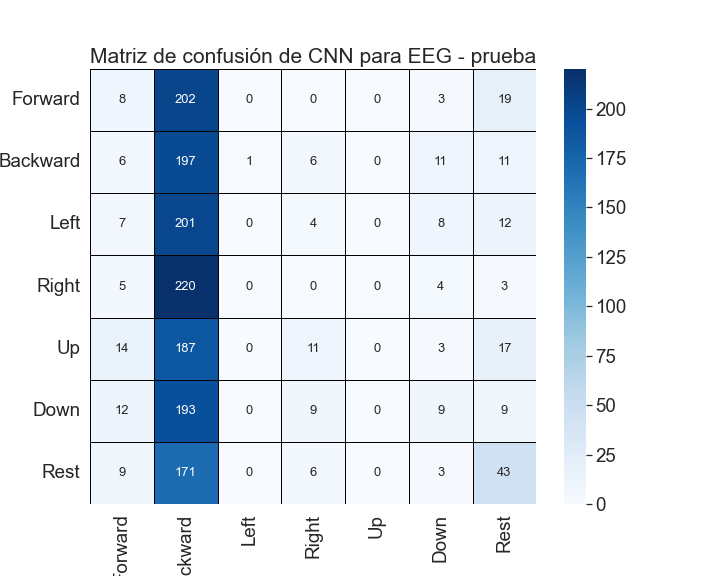 Matriz de confusión de CNN para EEG - prueba
Forward 8 202 0 0 0 3 19
Backward 6 197 1 6 0 11 11
Left 7 201 0 4 0 8 12
Right 5 220 0 0 0 4 3
Up 14 187 0 11 0 3 17
Down 12 193 0 9 0 9 9
Rest 9 171 0 6 0 3 43
Forward ckward Left Right Up Down Rest
200
175
150
125
100
75
50
25
0